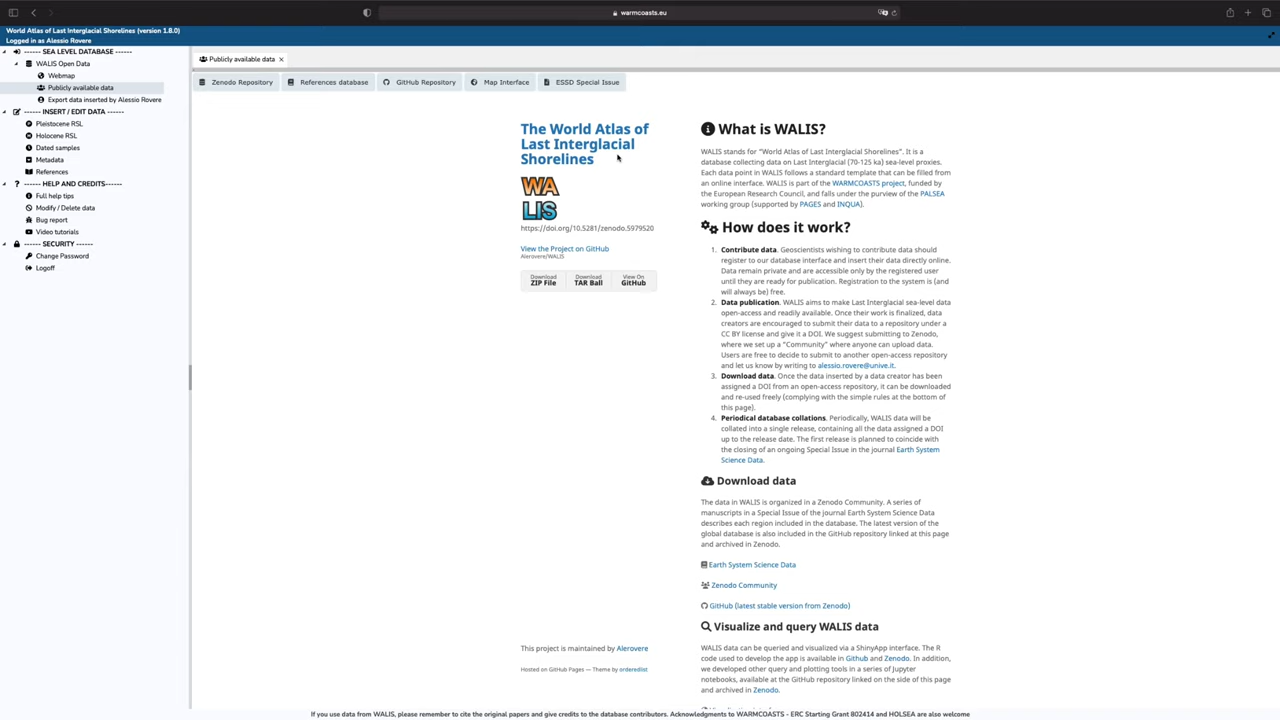 warmcoasts.eu
World Atlas of Last Interglacial Shorelines (version 1.8.0)
Logged in as Alessio Rovere
------ SEA LEVEL DATABASE ------
WALIS Open Data
Webmap
Publicly available data
Export data inserted by Alessio Rovere
------ INSERT / EDIT DATA ------
Pleistocene RSL
Holocene RSL
Dated samples
Metadata
References
------ HELP AND CREDITS------
Full help tips
Modify / Delete data
Bug report
Video tutorials
------ SECURITY ------
Change Password
Logoff
Publicly available data
Zenodo Repository
References database
GitHub Repository
Map Interface
ESSD Special Issue
The World Atlas of
Last Interglacial
Shorelines
WA
LIS
https://doi.org/10.5281/zenodo.5979520
View the Project on GitHub
Alerovere/WALIS
Download
ZIP File
Download
TAR Ball
View On
GitHub
This project is maintained by Alerovere
Hosted on GitHub Pages — Theme by orderedlist
What is WALIS?
WALIS stands for "World Atlas of Last Interglacial Shorelines". It is a
database collecting data on Last Interglacial (70-125 ka) sea-level proxies.
Each data point in WALIS follows a standard template that can be filled from
an online interface. WALIS is part of the WARMCOASTS project, funded by
the European Research Council, and falls under the purview of the PALSEA
working group (supported by PAGES and INQUA).
How does it work?
1. Contribute data. Geoscientists wishing to contribute data should
register to our database interface and insert their data directly online.
Data remain private and are accessible only by the registered user
until they are ready for publication. Registration to the system is (and
will always be) free.
2. Data publication. WALIS aims to make Last Interglacial sea-level data
open-access and readily available. Once their work is finalized, data
creators are encouraged to submit their data to a repository under a
CC BY license and give it a DOI. We suggest submitting to Zenodo,
where we set up a "Community" where anyone can upload data.
Users are free to decide to submit to another open-access repository
and let us know by writing to alessio.rovere@unive.it.
3. Download data. Once the data inserted by a data creator has been
assigned a DOI from an open-access repository, it can be downloaded
and re-used freely (complying with the simple rules at the bottom of
this page).
4. Periodical database collations. Periodically, WALIS data will be
collated into a single release, containing all the data assigned a DOI
up to the release date. The first release is planned to coincide with
the closing of an ongoing Special Issue in the journal Earth System
Science Data.
Download data
The data in WALIS is organized in a Zenodo Community. A series of
manuscripts in a Special Issue of the journal Earth System Science Data
describes each region included in the database. The latest version of the
global database is also included in the GitHub repository linked at this page
and archived in Zenodo.
Earth System Science Data
Zenodo Community
GitHub (latest stable version from Zenodo)
Visualize and query WALIS data
WALIS data can be queried and visualized via a ShinyApp interface. The R
code used to develop the app is available in Github and Zenodo. In addition,
we developed other query and plotting tools in a series of Jupyter
notebooks, available at the GitHub repository linked on the side of this page
and archived in Zenodo.
If you use data from WALIS, please remember to cite the original papers and give credits to the database contributors. Acknowledgments to WARMCOASTS - ERC Starting Grant 802414 and HOLSEA are also welcome